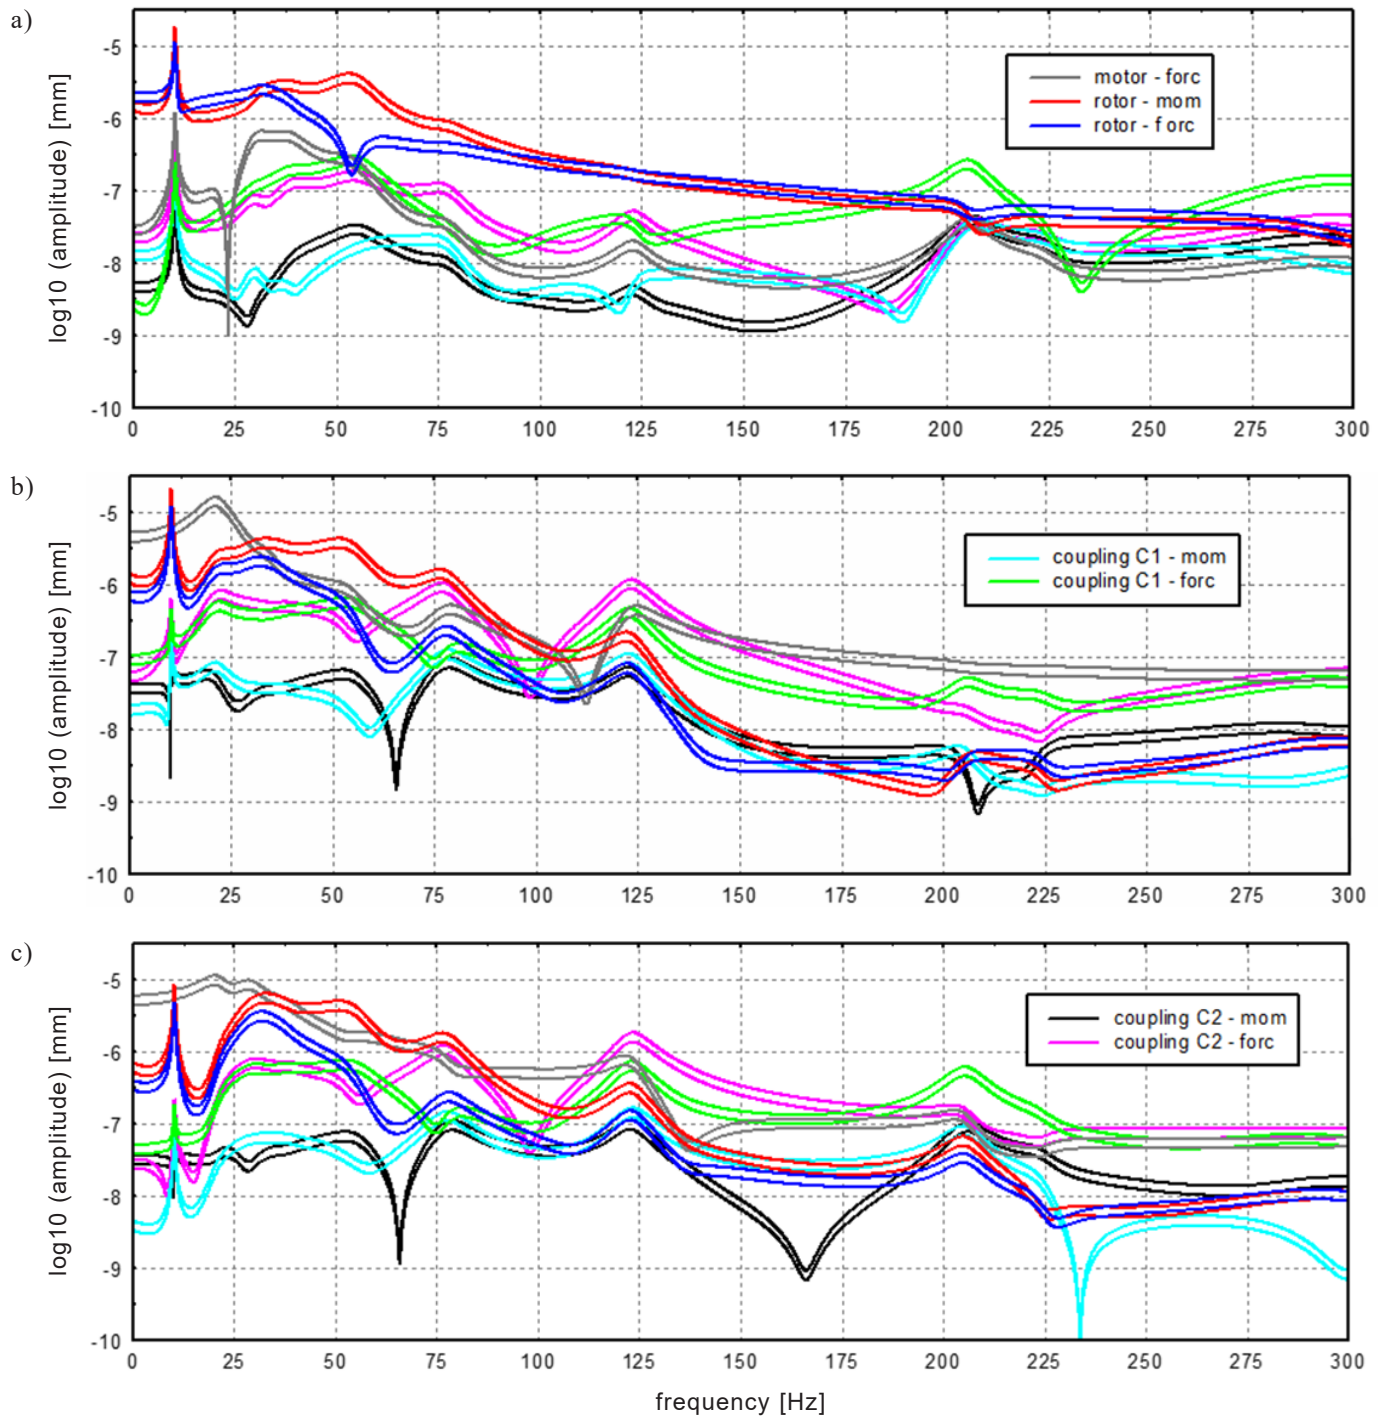 a)
-5
-6
-7
-8
-9
-10
log10 (amplitude) [mm]
motor - forc
rotor - mom
rotor - f orc
0 25 50 75 100 125 150 175 200 225 250 275 300
b)
-5
-6
-7
-8
-9
-10
log10 (amplitude) [mm]
coupling C1 - mom
coupling C1 - forc
0 25 50 75 100 125 150 175 200 225 250 275 300
c)
-5
-6
-7
-8
-9
-10
log10 (amplitude) [mm]
coupling C2 - mom
coupling C2 - forc
0 25 50 75 100 125 150 175 200 225 250 275 300
frequency [Hz]